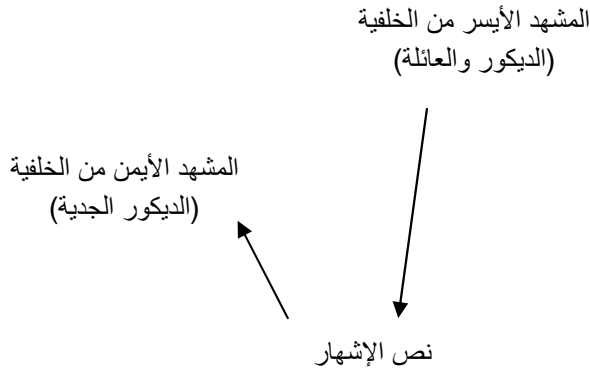 المشهد الأيسر من الخلفية
(الديكور والعائلة)
المشهد الأيمن من الخلفية
(الديكور الجدية)
نص الإشهار